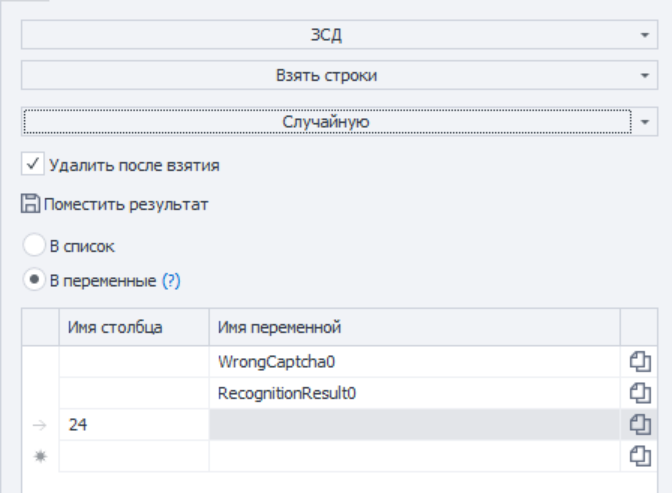 ЗСД
Взять строки
Случайную
Удалить после взятия
Поместить результат
В список
В переменные (?)
Имя столбца Имя переменной
WrongCaptcha0
RecognitionResult0
24